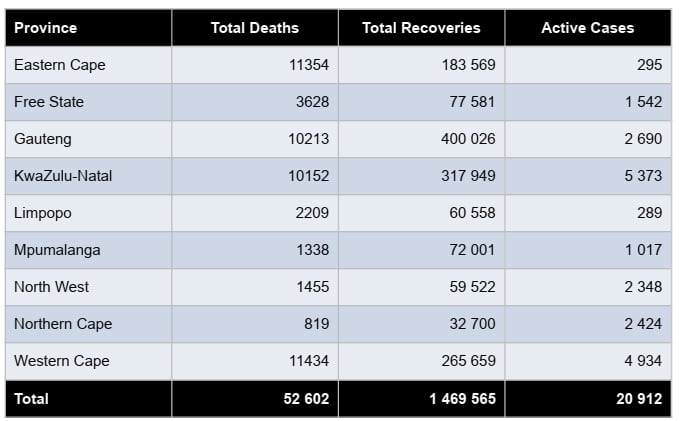 Province Total Deaths Total Recoveries Active Cases
Eastern Cape 11354 183 569 295
Free State 3628 77 581 1 542
Gauteng 10213 400 026 2 690
KwaZulu-Natal 10152 317 949 5 373
Limpopo 2209 60 558 289
Mpumalanga 1338 72 001 1 017
North West 1455 59 522 2 348
Northern Cape 819 32 700 2 424
Western Cape 11434 265 659 4 934
Total 52 602 1 469 565 20 912